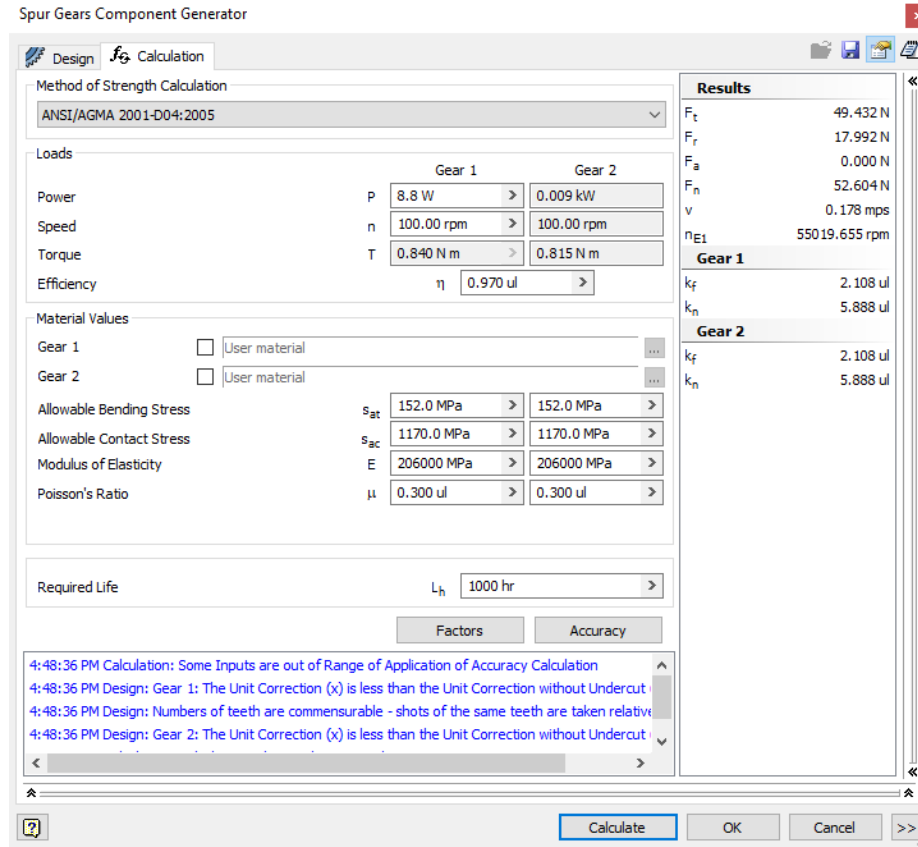 Spur Gears Component Generator
Design
fG Calculation
Method of Strength Calculation
ANSI/AGMA 2001-D04:2005
Loads
Gear 1 Gear 2
Power P 8.8 W > 0.009 kW
Speed n 100.00 rpm > 100.00 rpm
Torque T 0.840 N m > 0.815 N m
Efficiency η 0.970 ul >
Material Values
Gear 1 User material ...
Gear 2 User material ...
Allowable Bending Stress sat 152.0 MPa > 152.0 MPa >
Allowable Contact Stress sac 1170.0 MPa > 1170.0 MPa >
Modulus of Elasticity E 206000 MPa > 206000 MPa >
Poisson's Ratio μ 0.300 ul > 0.300 ul >
Required Life Lh 1000 hr >
Factors Accuracy
4:48:36 PM Calculation: Some Inputs are out of Range of Application of Accuracy Calculation
4:48:36 PM Design: Gear 1: The Unit Correction (x) is less than the Unit Correction without Undercut
4:48:36 PM Design: Numbers of teeth are commensurable - shots of the same teeth are taken relative
4:48:36 PM Design: Gear 2: The Unit Correction (x) is less than the Unit Correction without Undercut
Results
Ft 49.432 N
Fr 17.992 N
Fa 0.000 N
Fn 52.604 N
v 0.178 mps
nE1 55019.655 rpm
Gear 1
kf 2.108 ul
kn 5.888 ul
Gear 2
kf 2.108 ul
kn 5.888 ul
?
Calculate OK Cancel >>